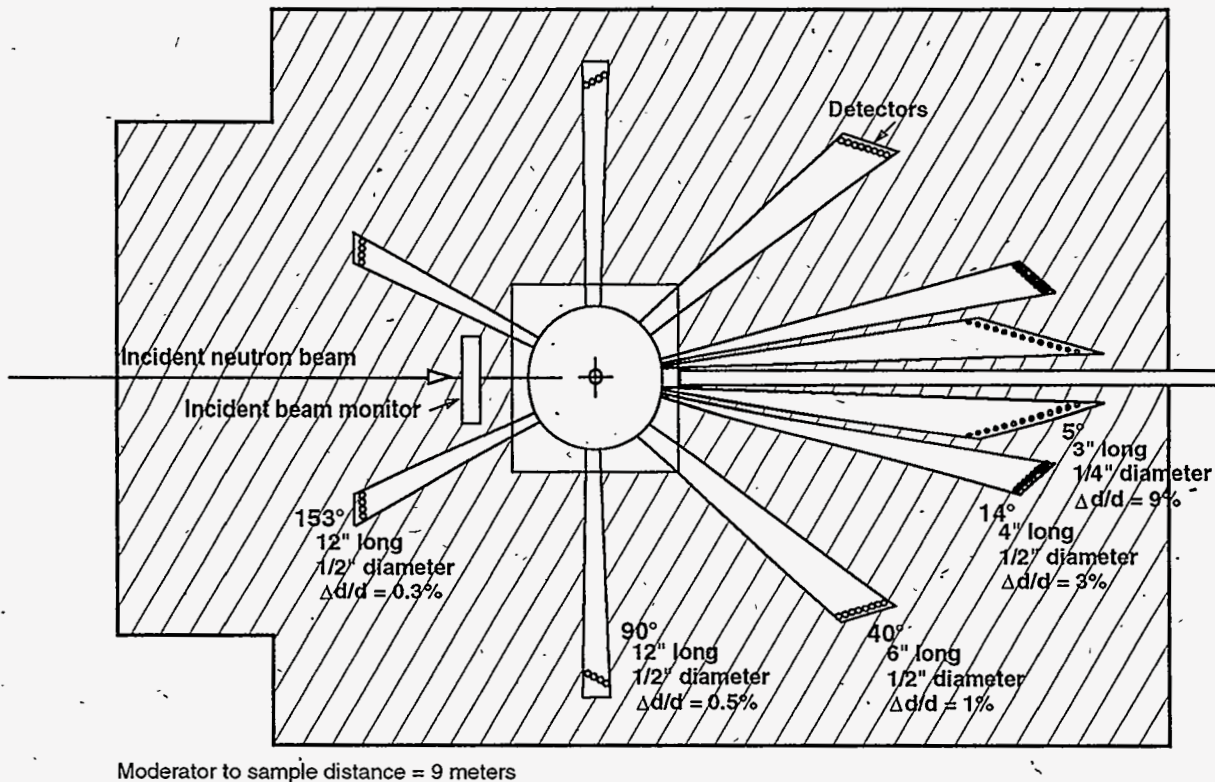 Detectors
Incident neutron beam
Incident beam monitor
5°
3" long
1/4" diameter
Δd/d = 9%
14°
4" long
1/2" diameter
Δd/d = 3%
153°
12" long
1/2" diameter
Δd/d = 0.3%
90°
12" long
1/2" diameter
Δd/d = 0.5%
40°
6" long
1/2" diameter
Δd/d = 1%
Moderator to sample distance = 9 meters